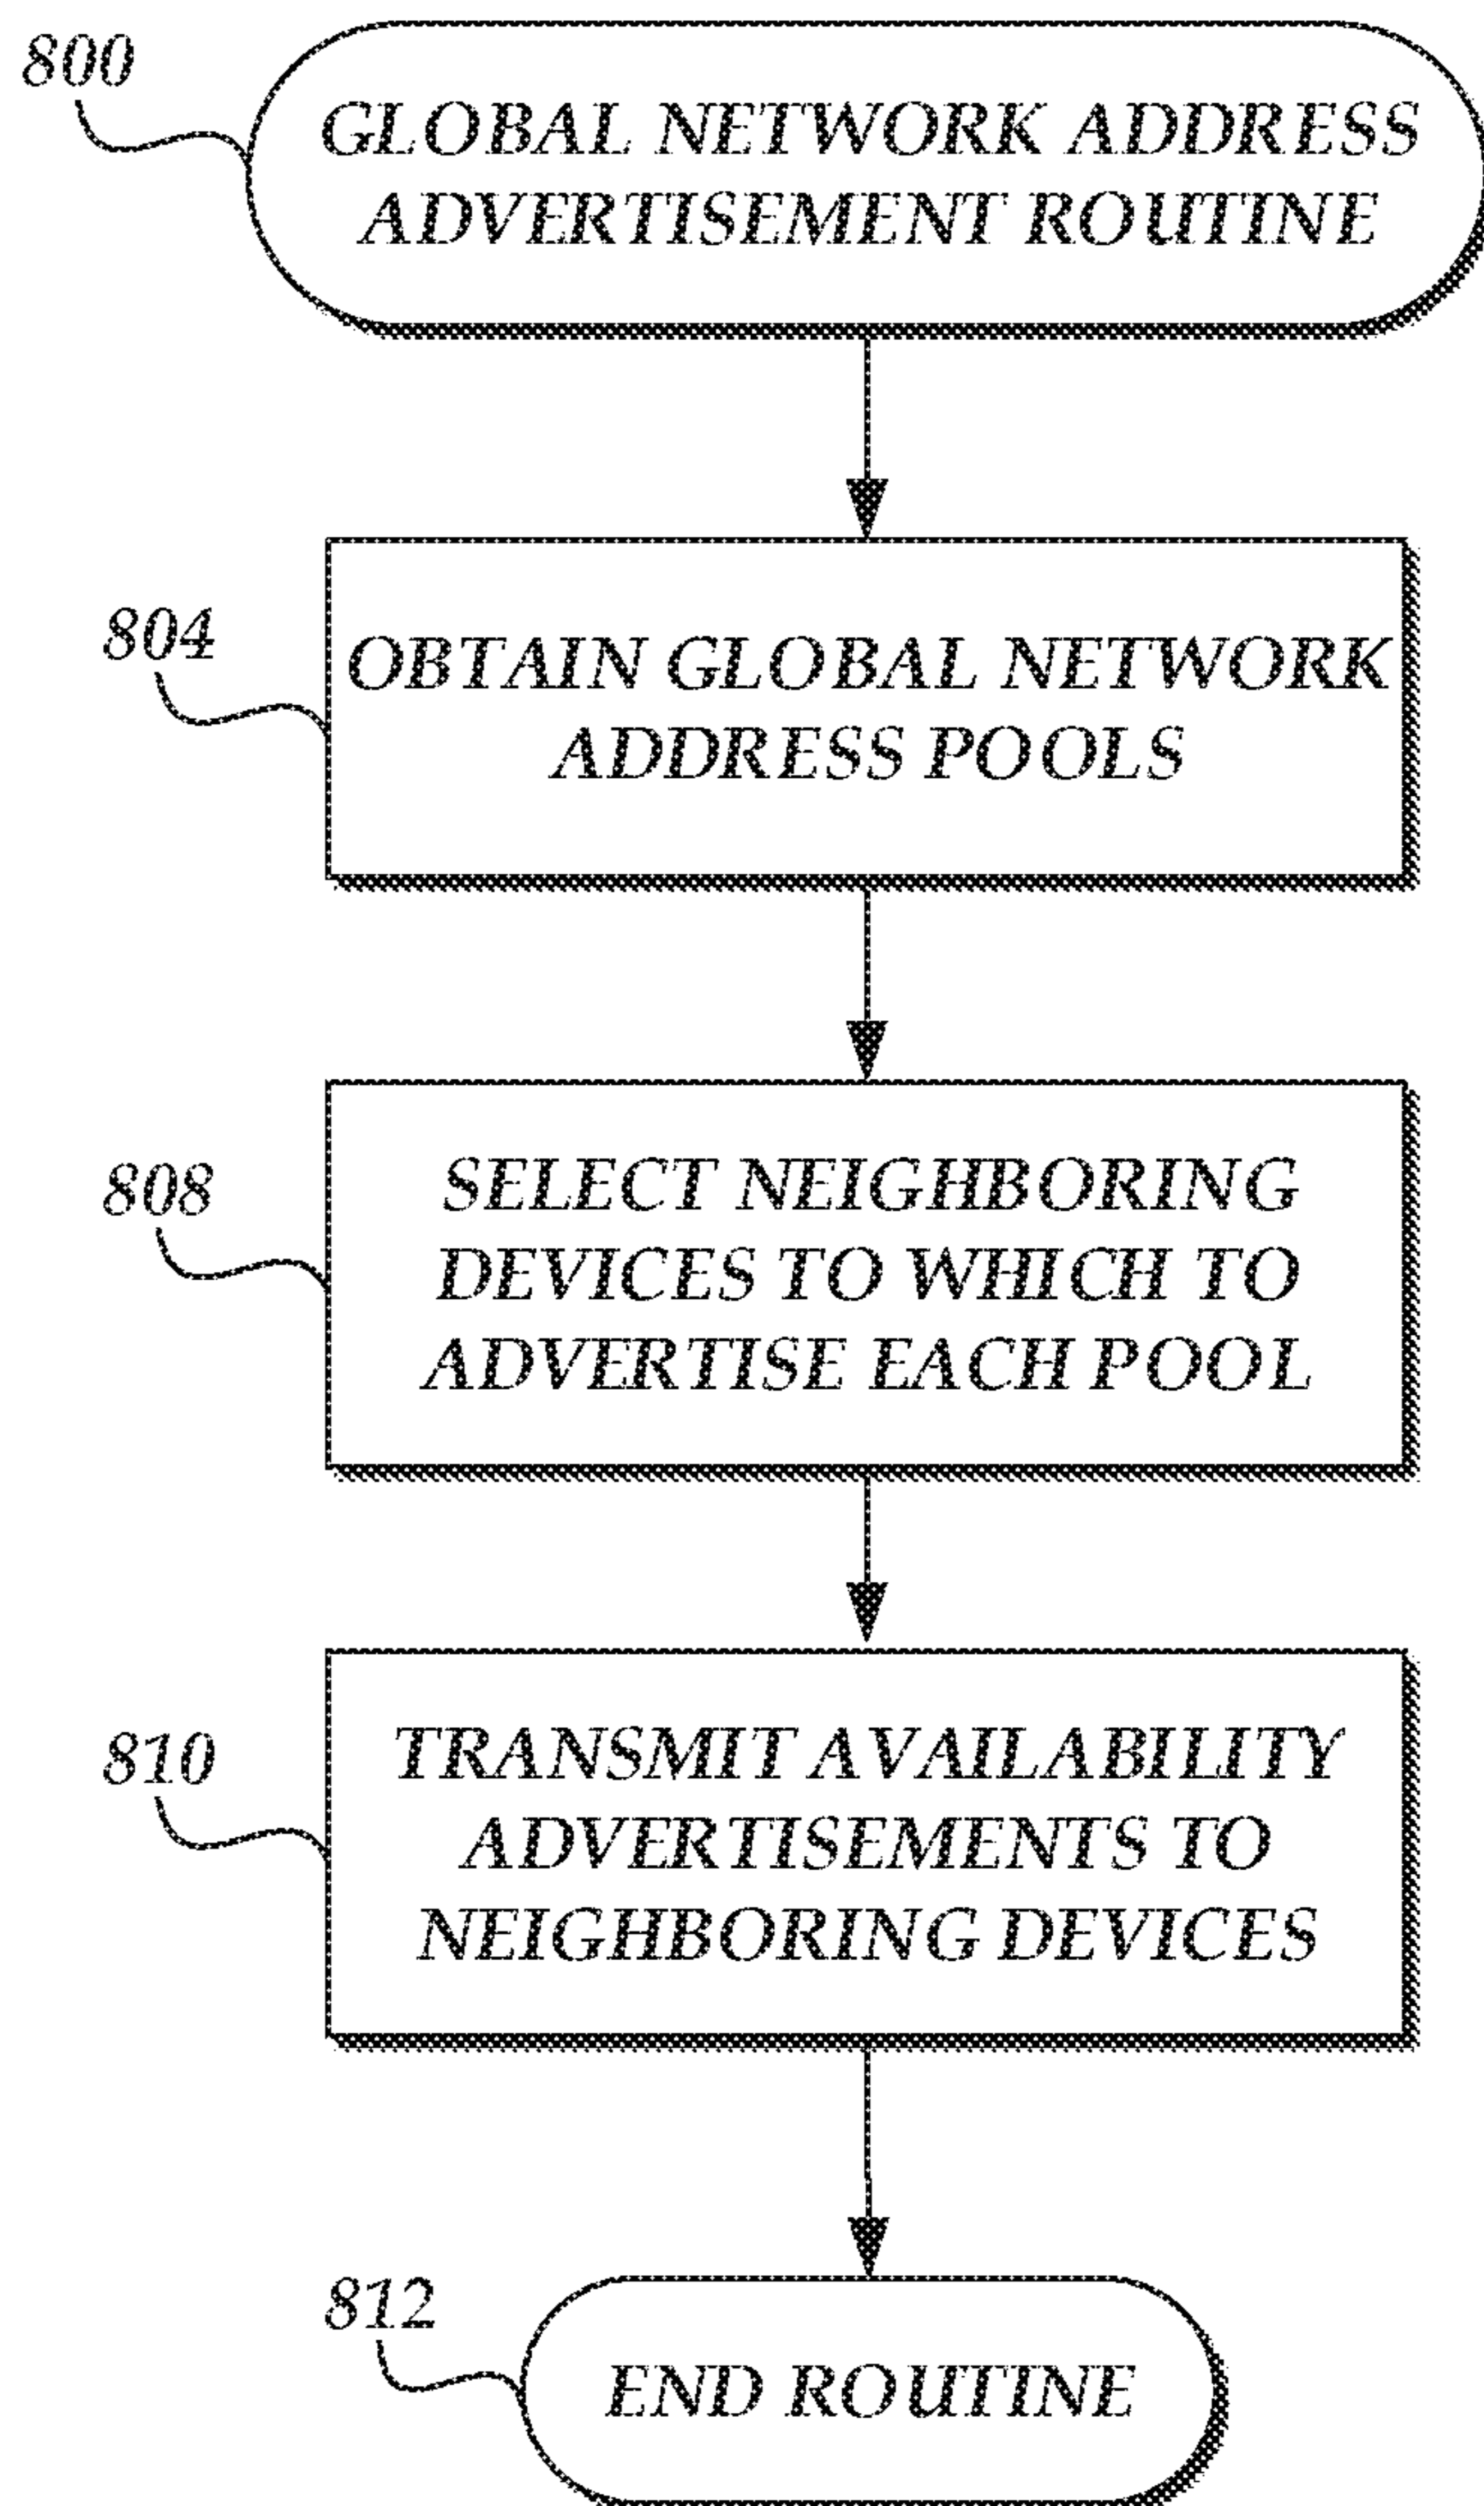 800
GLOBAL NETWORK ADDRESS
ADVERTISEMENT ROUTINE
804
OBTAIN GLOBAL NETWORK
ADDRESS POOLS
808
SELECT NEIGHBORING
DEVICES TO WHICH TO
ADVERTISE EACH POOL
810
TRANSMIT AVAILABILITY
ADVERTISEMENTS TO
NEIGHBORING DEVICES
812
END ROUTINE